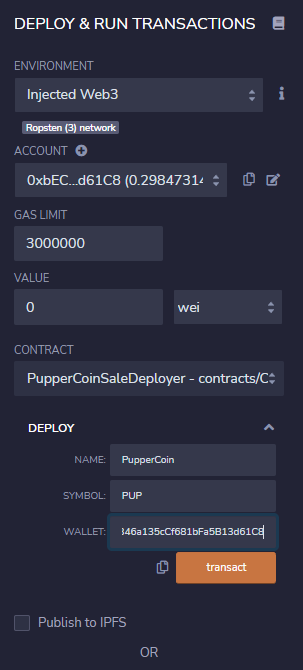 DEPLOY & RUN TRANSACTIONS
ENVIRONMENT
Injected Web3
Ropsten (3) network
ACCOUNT
0xbEC...d61C8 (0.29847314
GAS LIMIT
3000000
VALUE
0 wei
CONTRACT
PupperCoinSaleDeployer - contracts/C
DEPLOY
NAME: PupperCoin
SYMBOL: PUP
WALLET: 346a135cCf681bFa5B13d61C8
transact
Publish to IPFS
OR